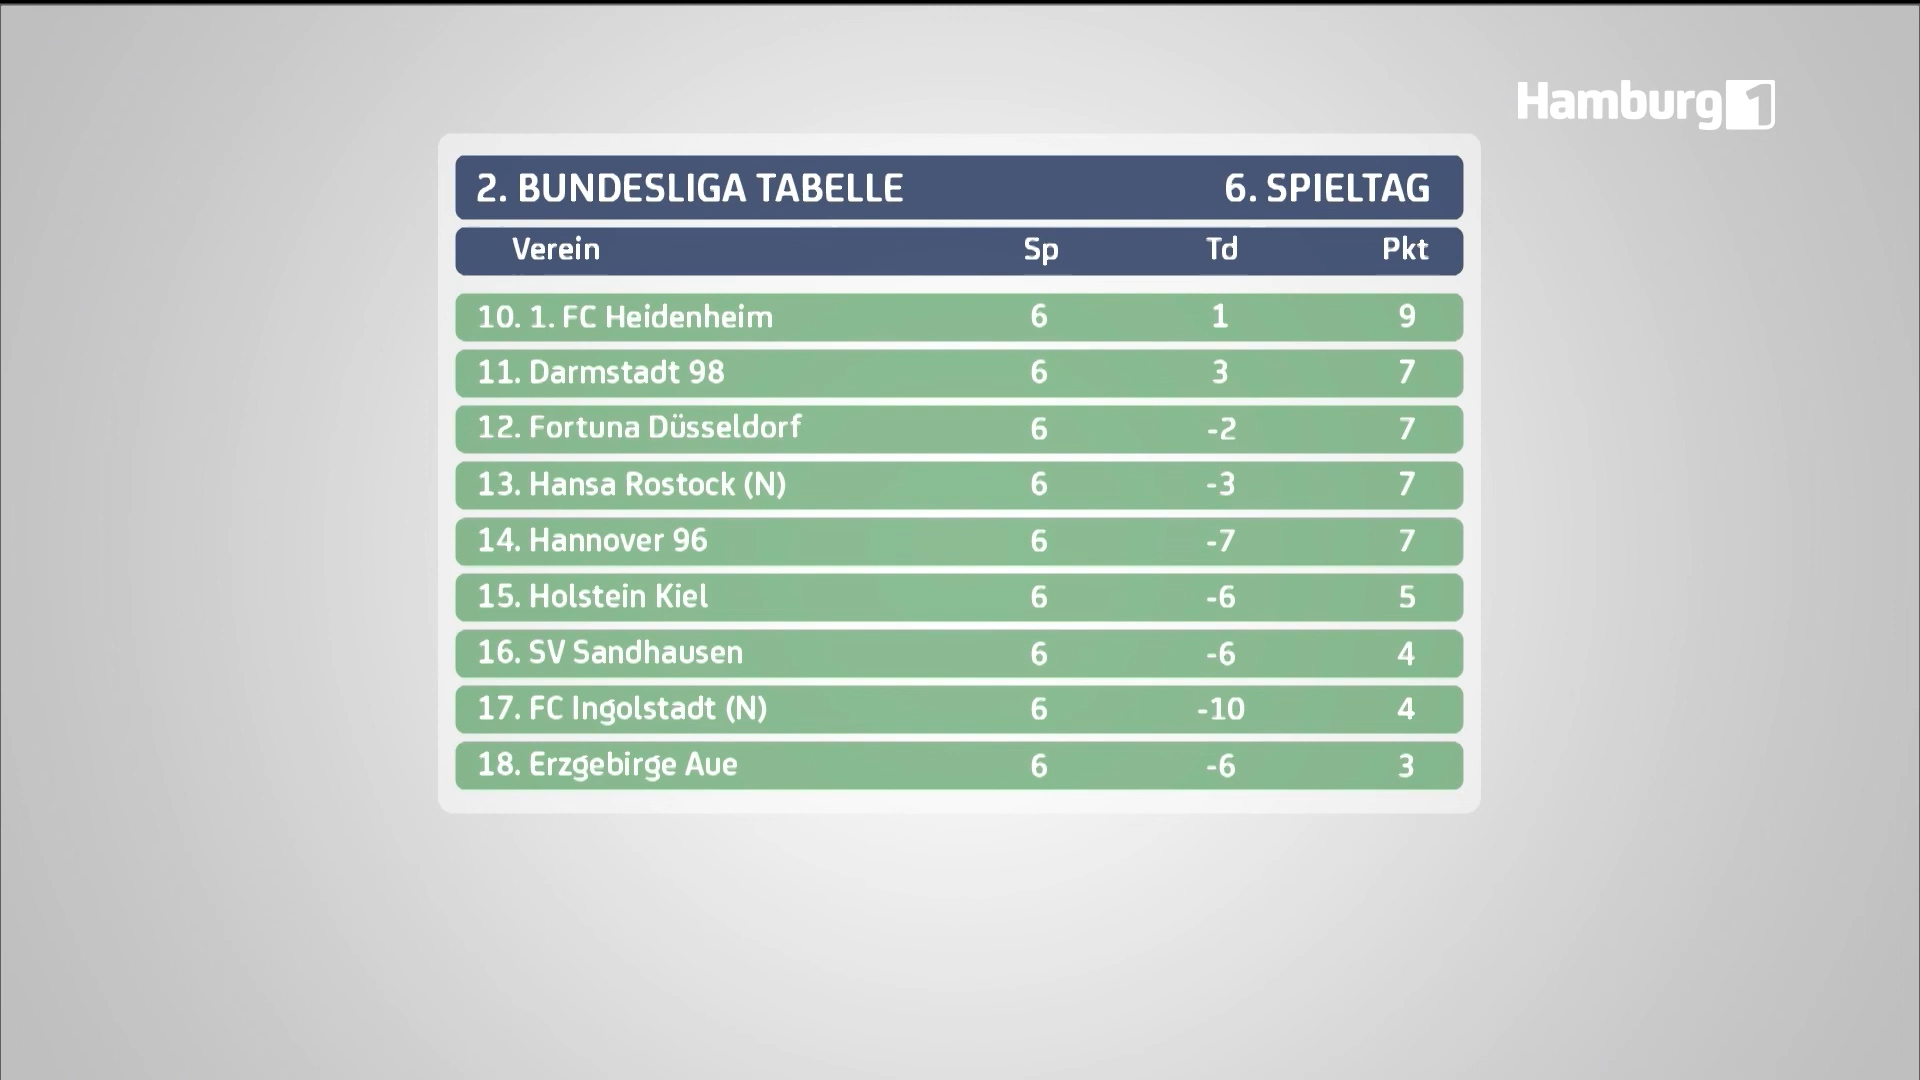 Hamburg 1
2. BUNDESLIGA TABELLE 6. SPIELTAG
Verein Sp Td Pkt
10. 1. FC Heidenheim 6 1 9
11. Darmstadt 98 6 3 7
12. Fortuna Düsseldorf 6 -2 7
13. Hansa Rostock (N) 6 -3 7
14. Hannover 96 6 -7 7
15. Holstein Kiel 6 -6 5
16. SV Sandhausen 6 -6 4
17. FC Ingolstadt (N) 6 -10 4
18. Erzgebirge Aue 6 -6 3